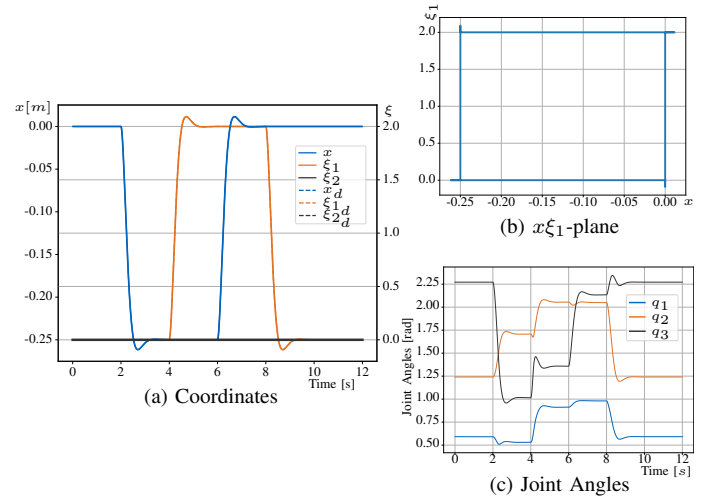 x[m] ξ
0.00
-0.05
-0.10
-0.15
-0.20
-0.25
2.0
1.5
1.0
0.5
0.0
x
ξ1
ξ2
xd
ξ1d
ξ2d
0 2 4 6 8 10 12
Time [s]
(a) Coordinates
ξ1
2.0
1.5
1.0
0.5
0.0
-0.25 -0.20 -0.15 -0.10 -0.05 0.00 x
(b) xξ1-plane
Joint Angles [rad]
2.25
2.00
1.75
1.50
1.25
1.00
0.75
0.50
q1
q2
q3
0 2 4 6 8 10 12
Time [s]
(c) Joint Angles